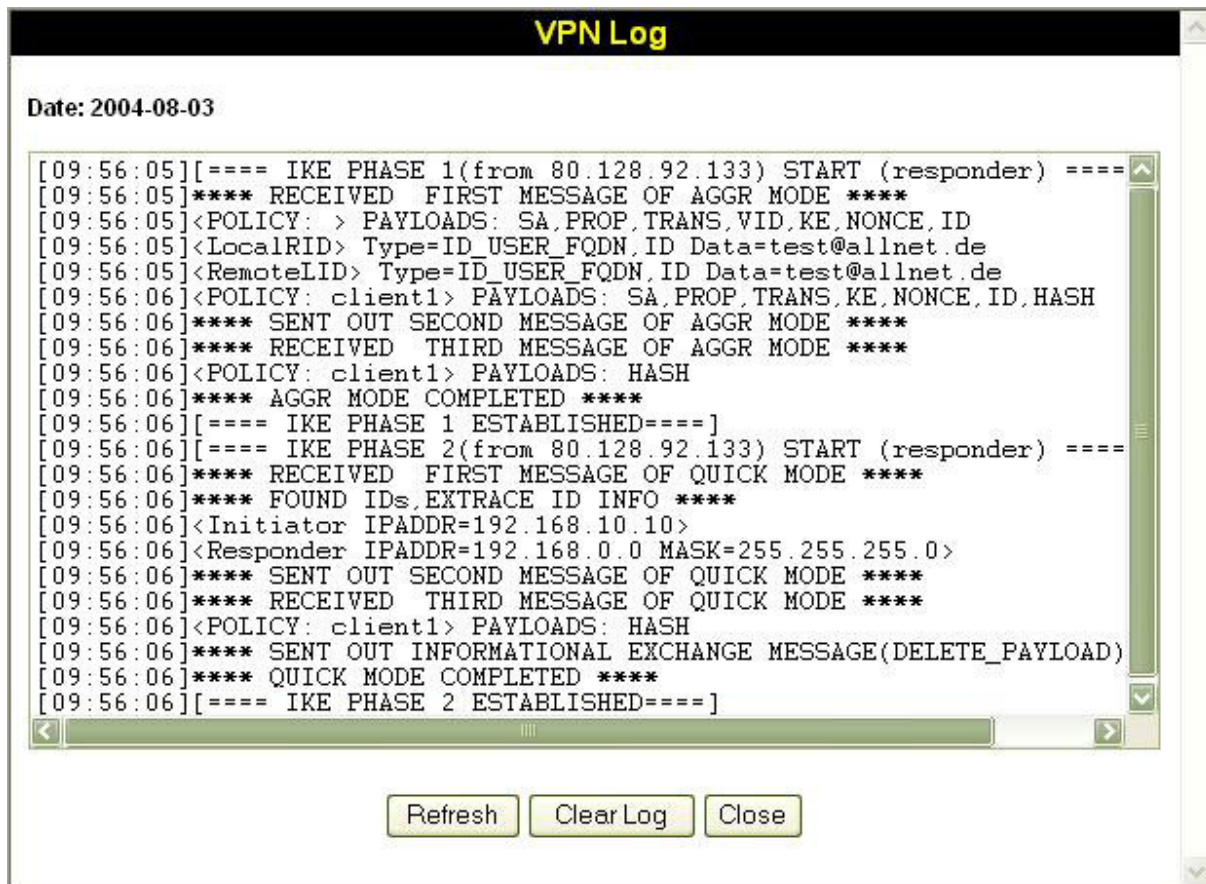 VPN Log
Date: 2004-08-03
[09:56:05][==== IKE PHASE 1(from 80.128.92.133) START (responder) ====
[09:56:05]**** RECEIVED  FIRST MESSAGE OF AGGR MODE ****
[09:56:05]<POLICY: > PAYLOADS: SA,PROP,TRANS,VID,KE,NONCE,ID
[09:56:05]<LocalRID> Type=ID_USER_FQDN,ID Data=test@allnet.de
[09:56:05]<RemoteLID> Type=ID_USER_FQDN,ID Data=test@allnet.de
[09:56:06]<POLICY: client1> PAYLOADS: SA,PROP,TRANS,KE,NONCE,ID,HASH
[09:56:06]**** SENT OUT SECOND MESSAGE OF AGGR MODE ****
[09:56:06]**** RECEIVED  THIRD MESSAGE OF AGGR MODE ****
[09:56:06]<POLICY: client1> PAYLOADS: HASH
[09:56:06]**** AGGR MODE COMPLETED ****
[09:56:06][==== IKE PHASE 1 ESTABLISHED====]
[09:56:06][==== IKE PHASE 2(from 80.128.92.133) START (responder) ====
[09:56:06]**** RECEIVED  FIRST MESSAGE OF QUICK MODE ****
[09:56:06]**** FOUND IDs,EXTRACE ID INFO ****
[09:56:06]<Initiator IPADDR=192.168.10.10>
[09:56:06]<Responder IPADDR=192.168.0.0 MASK=255.255.255.0>
[09:56:06]**** SENT OUT SECOND MESSAGE OF QUICK MODE ****
[09:56:06]**** RECEIVED  THIRD MESSAGE OF QUICK MODE ****
[09:56:06]<POLICY: client1> PAYLOADS: HASH
[09:56:06]**** SENT OUT INFORMATIONAL EXCHANGE MESSAGE(DELETE_PAYLOAD)
[09:56:06]**** QUICK MODE COMPLETED ****
[09:56:06][==== IKE PHASE 2 ESTABLISHED====]
Refresh Clear Log Close